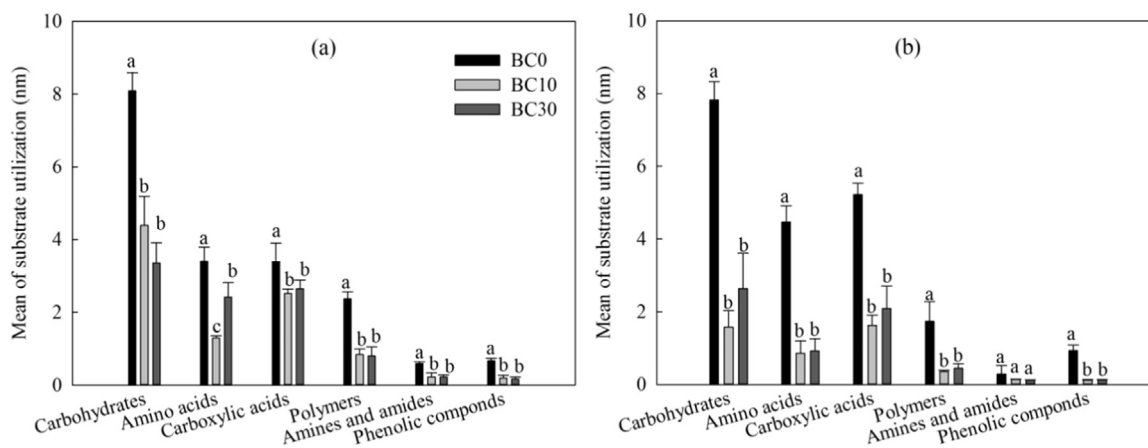 10
8
6
4
2
0
Mean of substrate utilization (nm)
(a)
BC0
BC10
BC30
a
b
b
a
c
b
a
b
b
a
b
b
a
b
b
a
b
b
Carbohydrates
Amino acids
Carboxylic acids
Polymers
Amines and amides
Phenolic componds
10
8
6
4
2
0
Mean of substrate utilization (nm)
(b)
a
b
b
a
b
b
a
b
b
a
b
b
a
a
a
a
b
b
Carbohydrates
Amino acids
Carboxylic acids
Polymers
Amines and amides
Phenolic componds